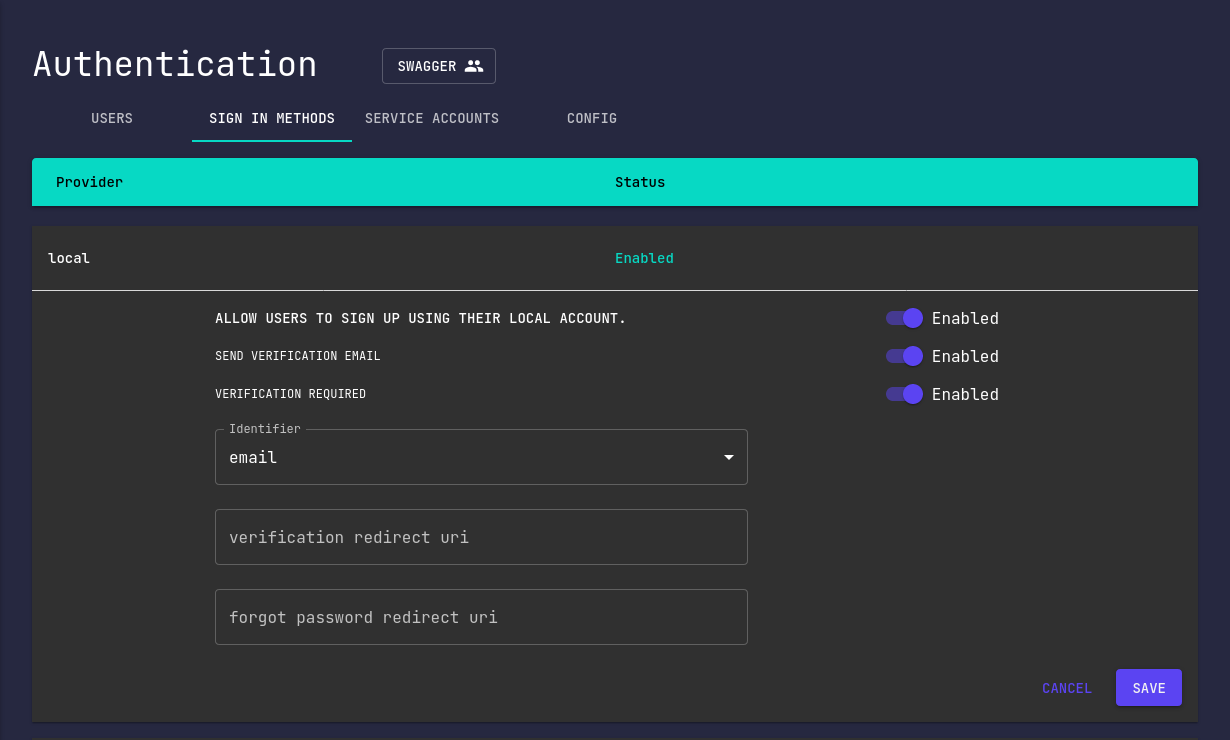 Authentication
SWAGGER
USERS SIGN IN METHODS SERVICE ACCOUNTS CONFIG
Provider Status
local Enabled
ALLOW USERS TO SIGN UP USING THEIR LOCAL ACCOUNT. Enabled
SEND VERIFICATION EMAIL Enabled
VERIFICATION REQUIRED Enabled
Identifier
email
verification redirect uri
forgot password redirect uri
CANCEL SAVE